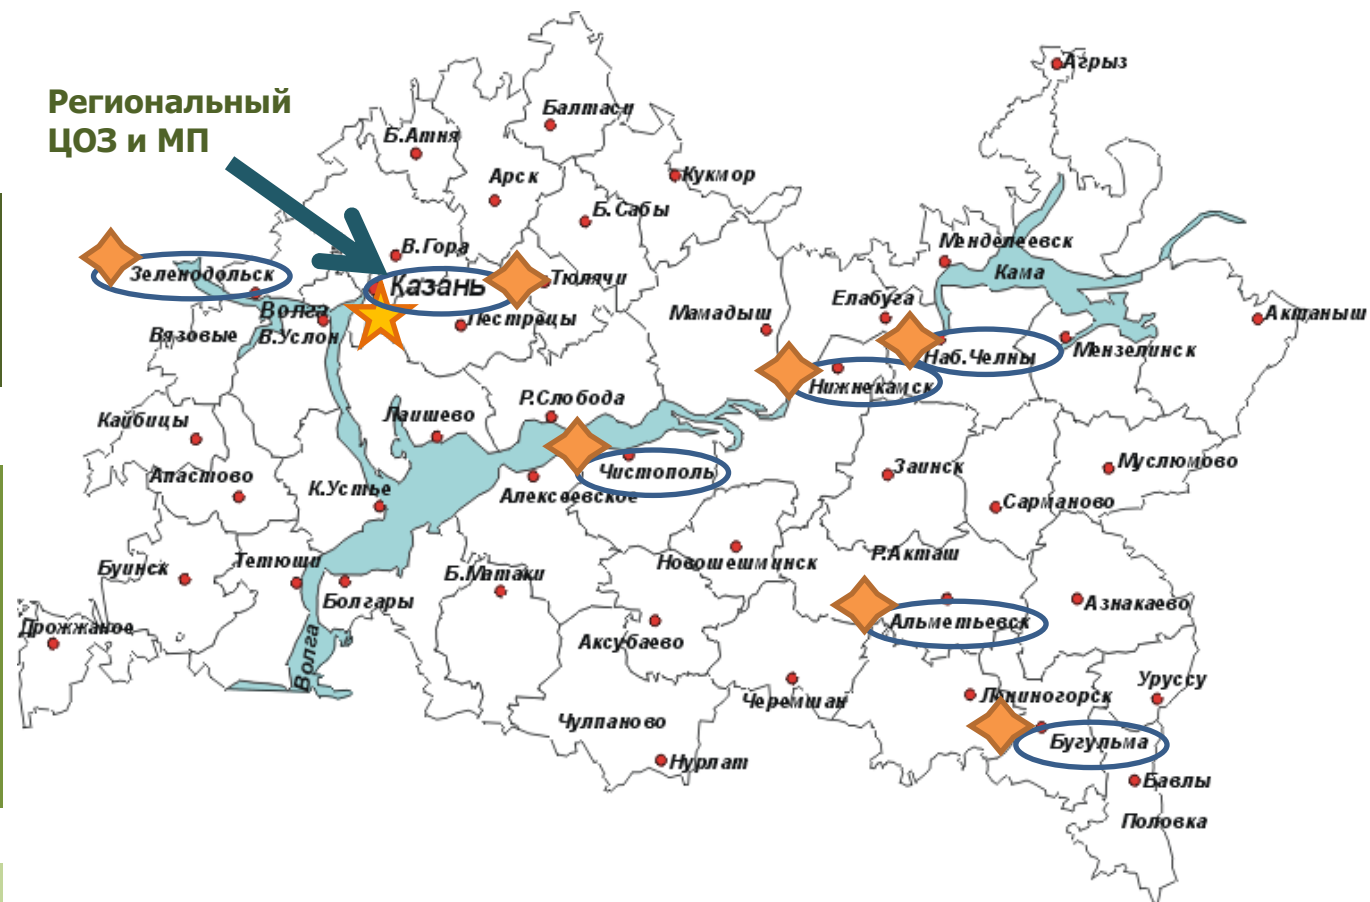 Региональный
ЦОЗ и МП
Агрыз
Балтаси
Б.Атня
Арск
Кукмор
Б.Сабы
В.Гора
Менделеевск
Зеленодольск
Казань
Тюлячи
Кама
Елабуга
Волга
Пестрецы
Мамадыш
Актаныш
Вязовые
В.Услон
Наб.Челны
Мензелинск
Нижнекамск
Р.Слобода
Кайбицы
Лаишево
Апастово
К.Устье
Чистополь
Алексеевское
Заинск
Муслюмово
Сарманово
Р.Акташ
Буинск
Тетюши
Новошешминск
Б.Матаки
Болгары
Азнакаево
Альметьевск
Дрожжаное
Волга
Аксубаево
Уруссу
Черемшан
Лениногорск
Чулпаново
Бугульма
Нурлат
Бавлы
Половка